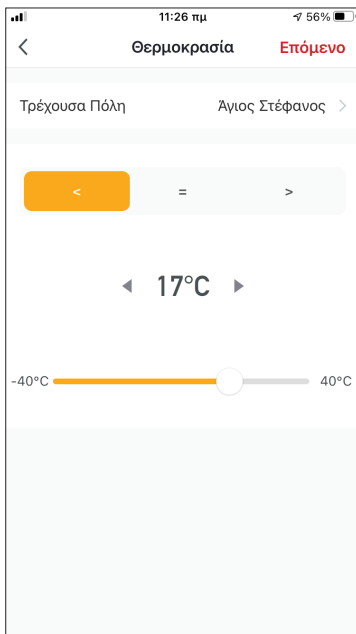 11:26 πμ 56%
Θερμοκρασία Επόμενο
Τρέχουσα Πόλη Άγιος Στέφανος >
< = >
17°C
-40°C 40°C